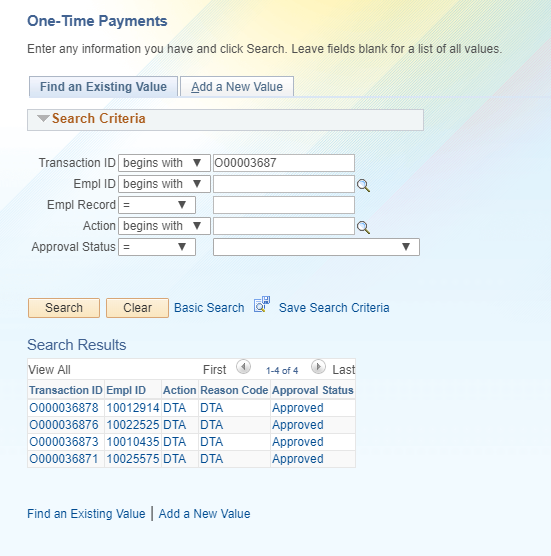 One-Time Payments
Enter any information you have and click Search. Leave fields blank for a list of all values.
Find an Existing Value Add a New Value
Search Criteria
Transaction ID begins with O00003687
Empl ID begins with
Empl Record =
Action begins with
Approval Status =
Search Clear Basic Search Save Search Criteria
Search Results
View All First 1-4 of 4 Last
Transaction ID Empl ID Action Reason Code Approval Status
O000036878 10012914 DTA DTA Approved
O000036876 10022525 DTA DTA Approved
O000036873 10010435 DTA DTA Approved
O000036871 10025575 DTA DTA Approved
Find an Existing Value | Add a New Value